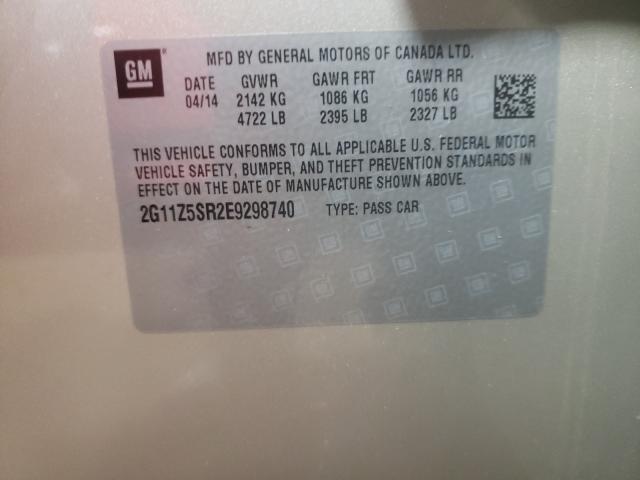 GM ®
MFD BY GENERAL MOTORS OF CANADA LTD.
DATE GVWR GAWR FRT GAWR RR
04/14 2142 KG 1086 KG 1056 KG
4722 LB 2395 LB 2327 LB
THIS VEHICLE CONFORMS TO ALL APPLICABLE U.S. FEDERAL MOTOR
VEHICLE SAFETY, BUMPER, AND THEFT PREVENTION STANDARDS IN
EFFECT ON THE DATE OF MANUFACTURE SHOWN ABOVE.
2G11Z5SR2E9298740 TYPE: PASS CAR